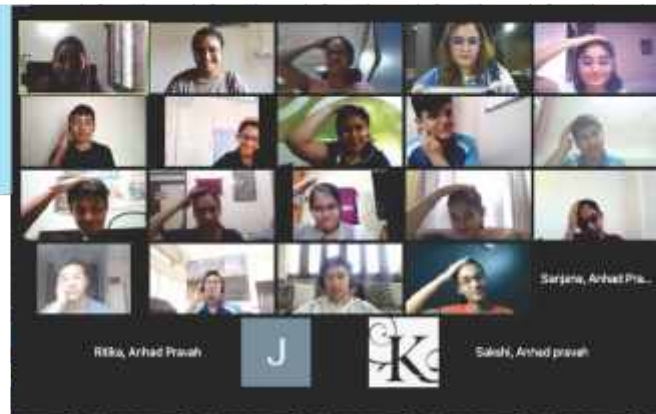 Sanjana, Anhad Pra...
Ritika, Anhad Pravah
J
K
Sakshi, Anhad pravah